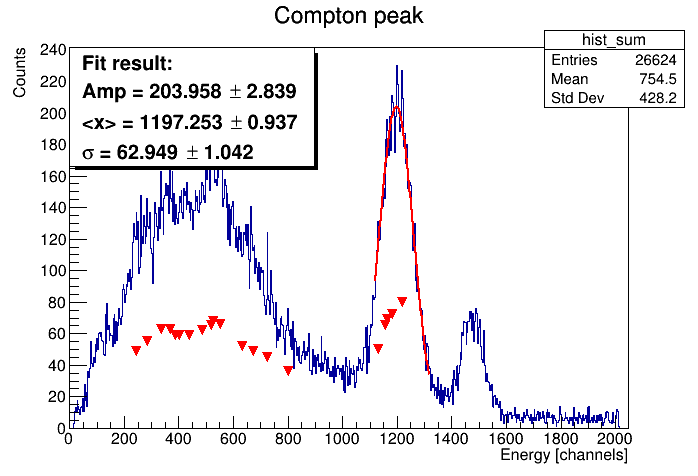 Compton peak
hist_sum
Entries 26624
Mean 754.5
Std Dev 428.2
Fit result:
Amp = 203.958 ± 2.839
<x> = 1197.253 ± 0.937
σ = 62.949 ± 1.042
Counts
240
220
200
180
160
140
120
100
80
60
40
20
0
0 200 400 600 800 1000 1200 1400 1600 1800 2000
Energy [channels]